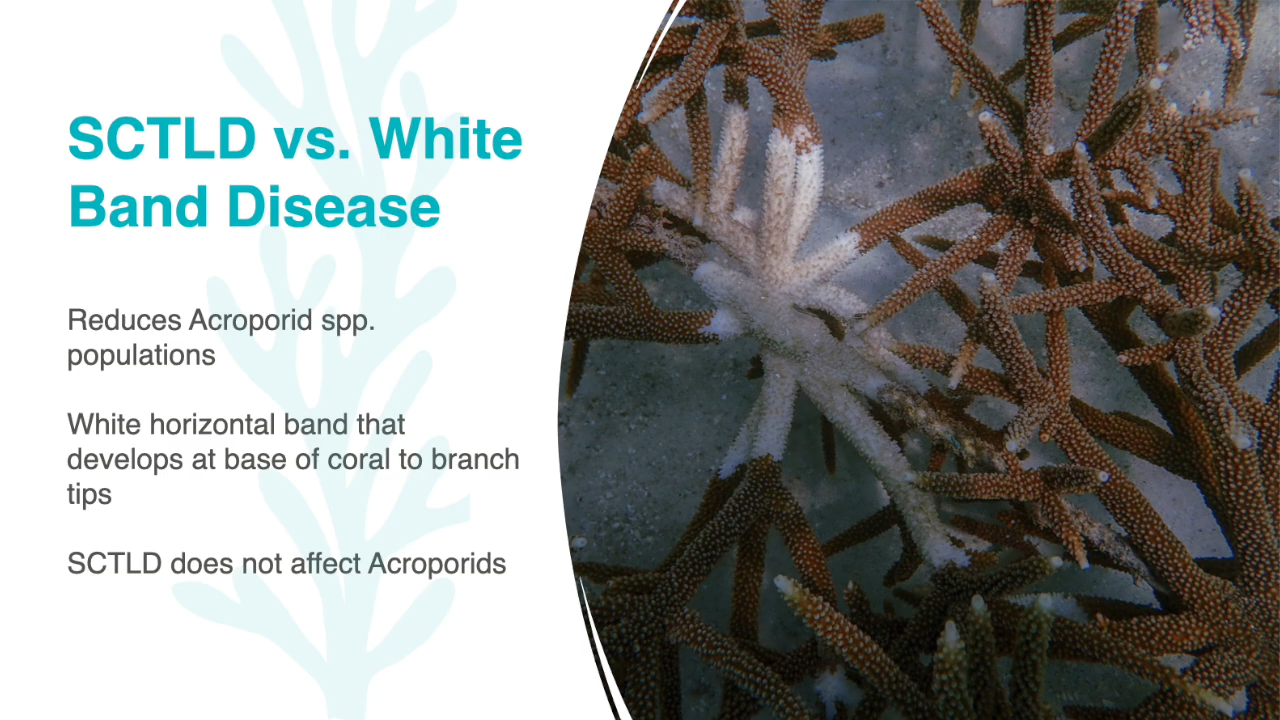 SCTLD vs. White
Band Disease
Reduces Acroporid spp.
populations
White horizontal band that
develops at base of coral to branch
tips
SCTLD does not affect Acroporids